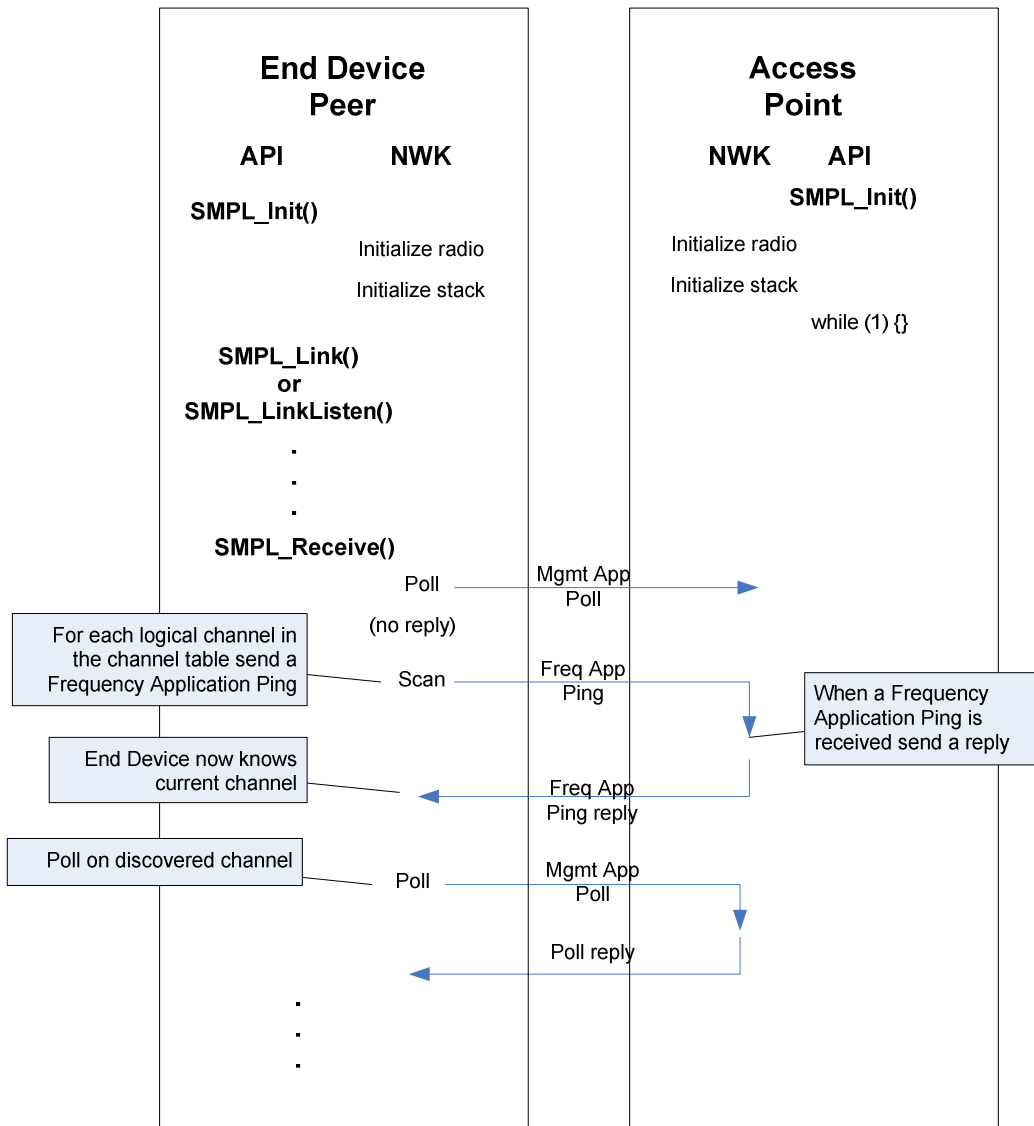 End Device
Peer
API NWK
SMPL_Init()
Initialize radio
Initialize stack
SMPL_Link()
or
SMPL_LinkListen()
.
.
.
SMPL_Receive()
Access
Point
NWK API
SMPL_Init()
Initialize radio
Initialize stack
while (1) {}
Poll
Mgmt App
Poll
(no reply)
For each logical channel in
the channel table send a
Frequency Application Ping
Scan
Freq App
Ping
When a Frequency
Application Ping is
received send a reply
End Device now knows
current channel
Freq App
Ping reply
Poll on discovered channel
Poll
Mgmt App
Poll
Poll reply
.
.
.